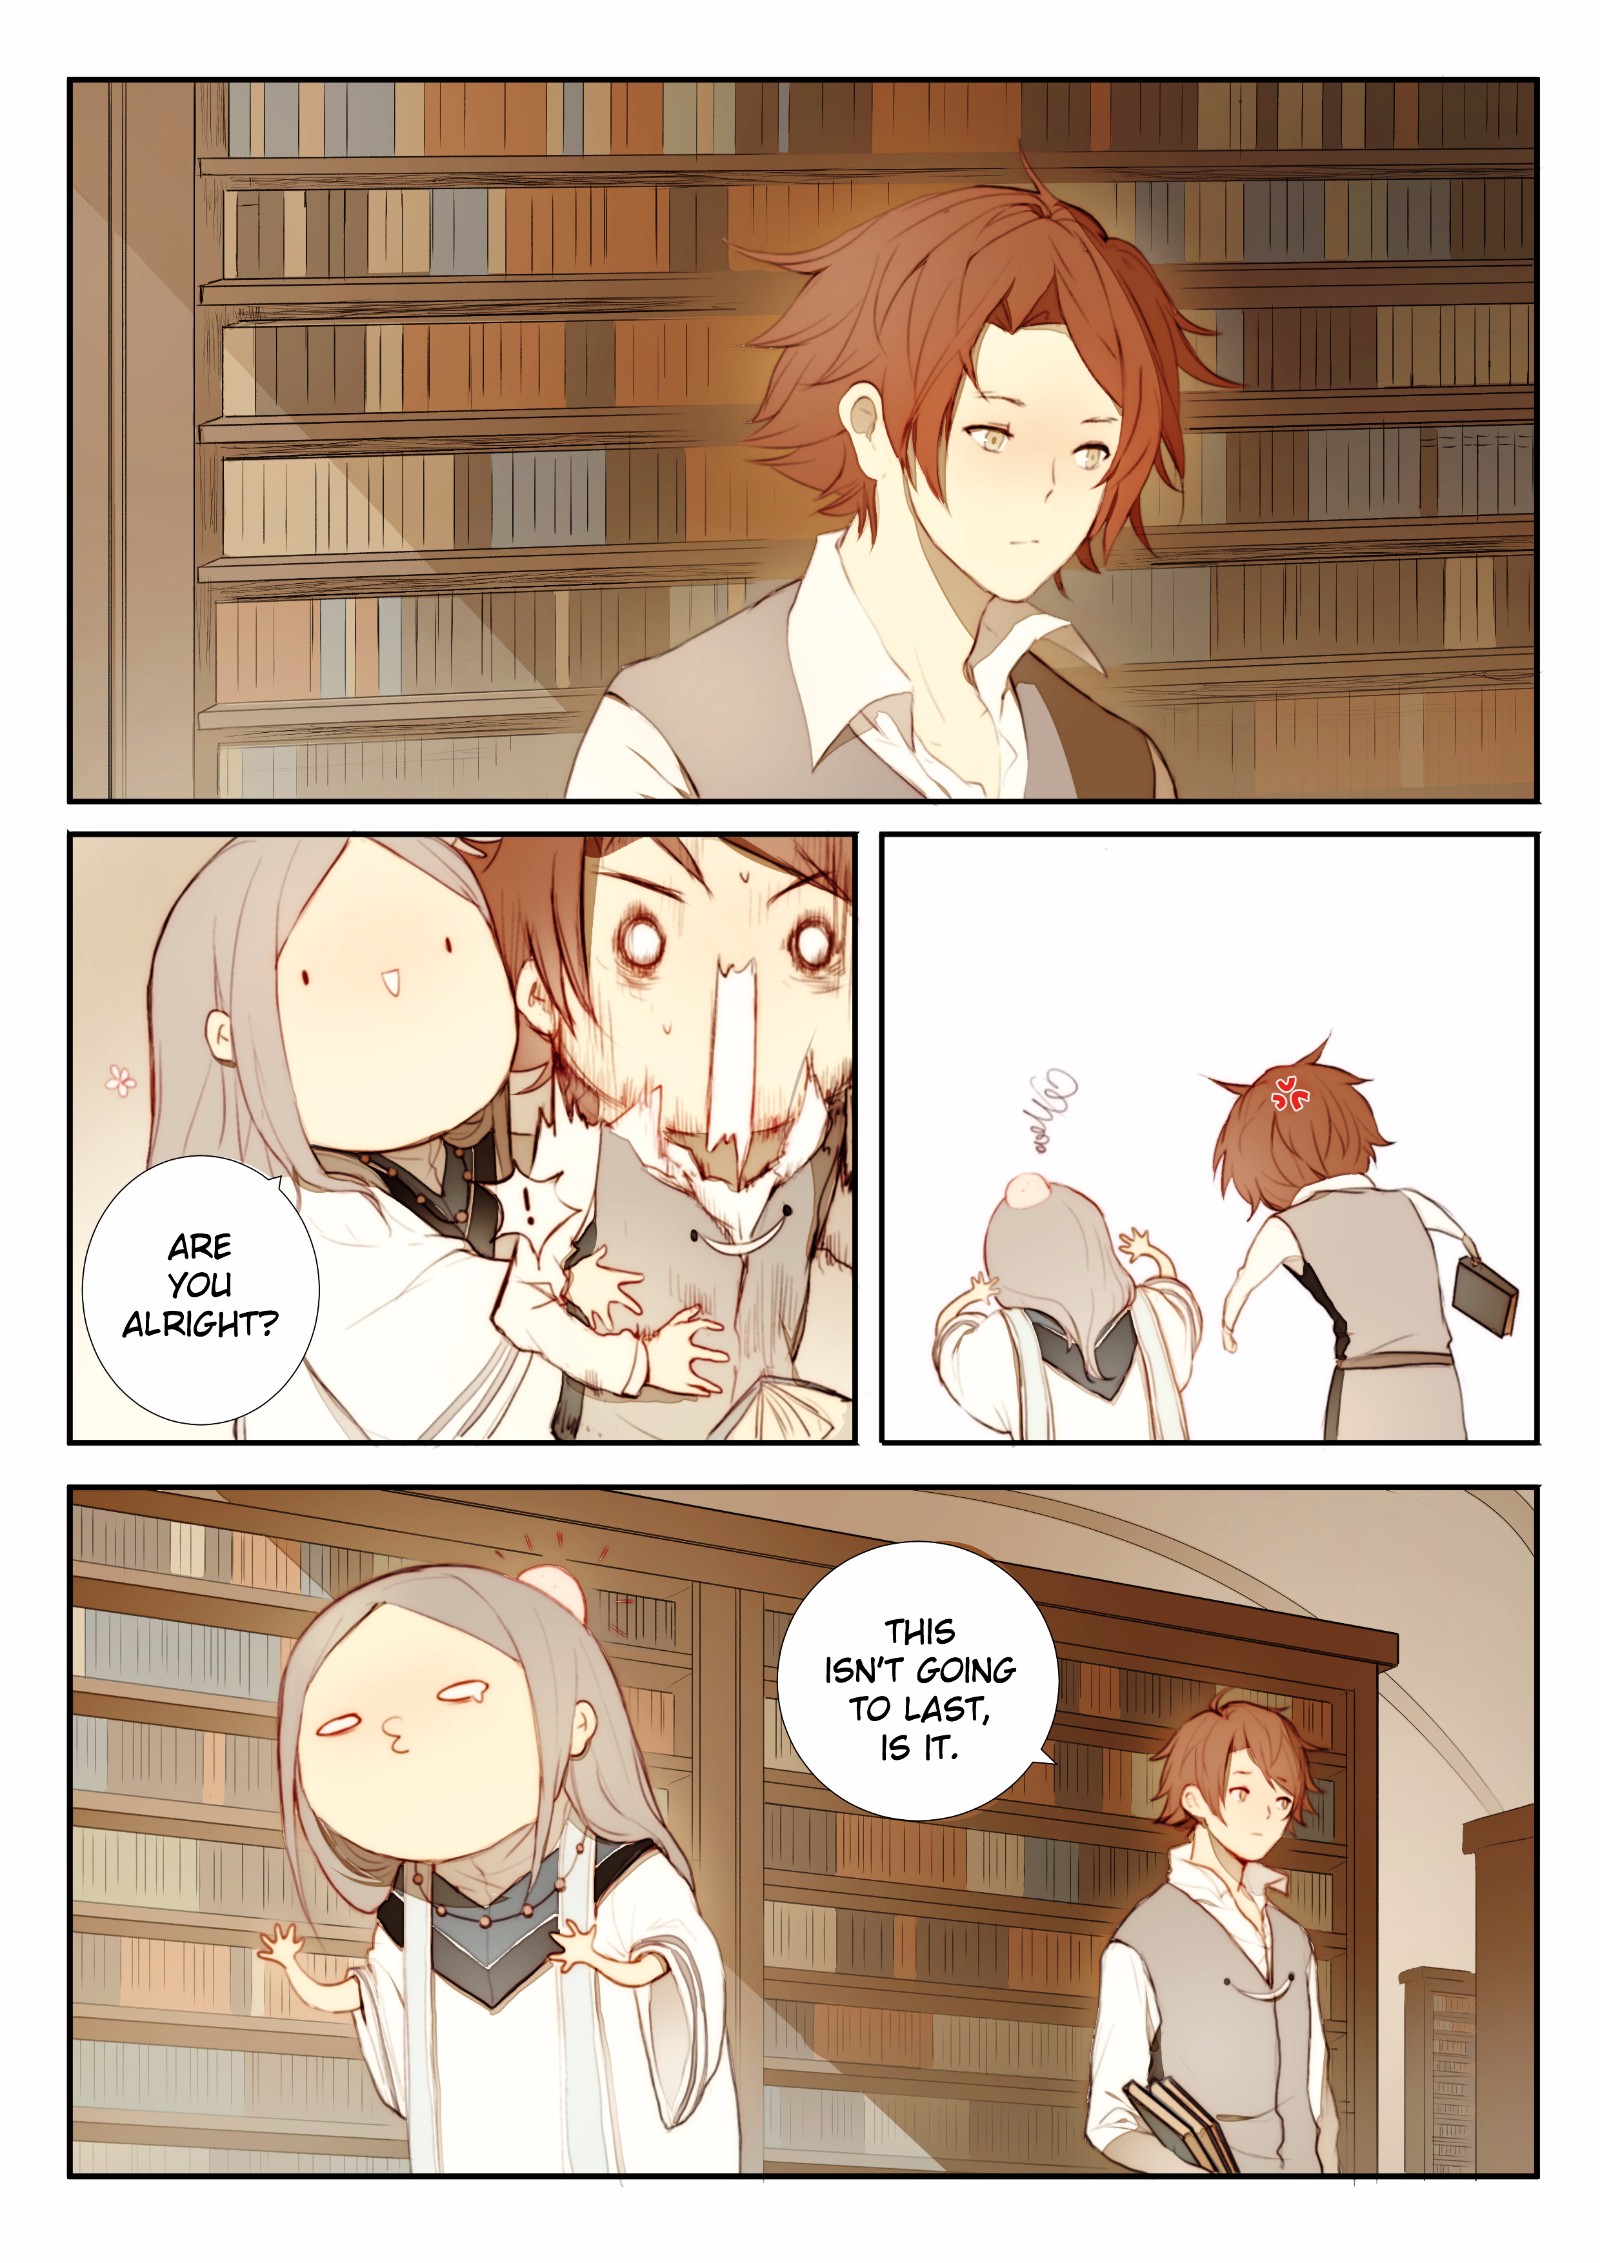 ARE
YOU
ALRIGHT?
!
THIS
ISN'T GOING
TO LAST,
IS IT.